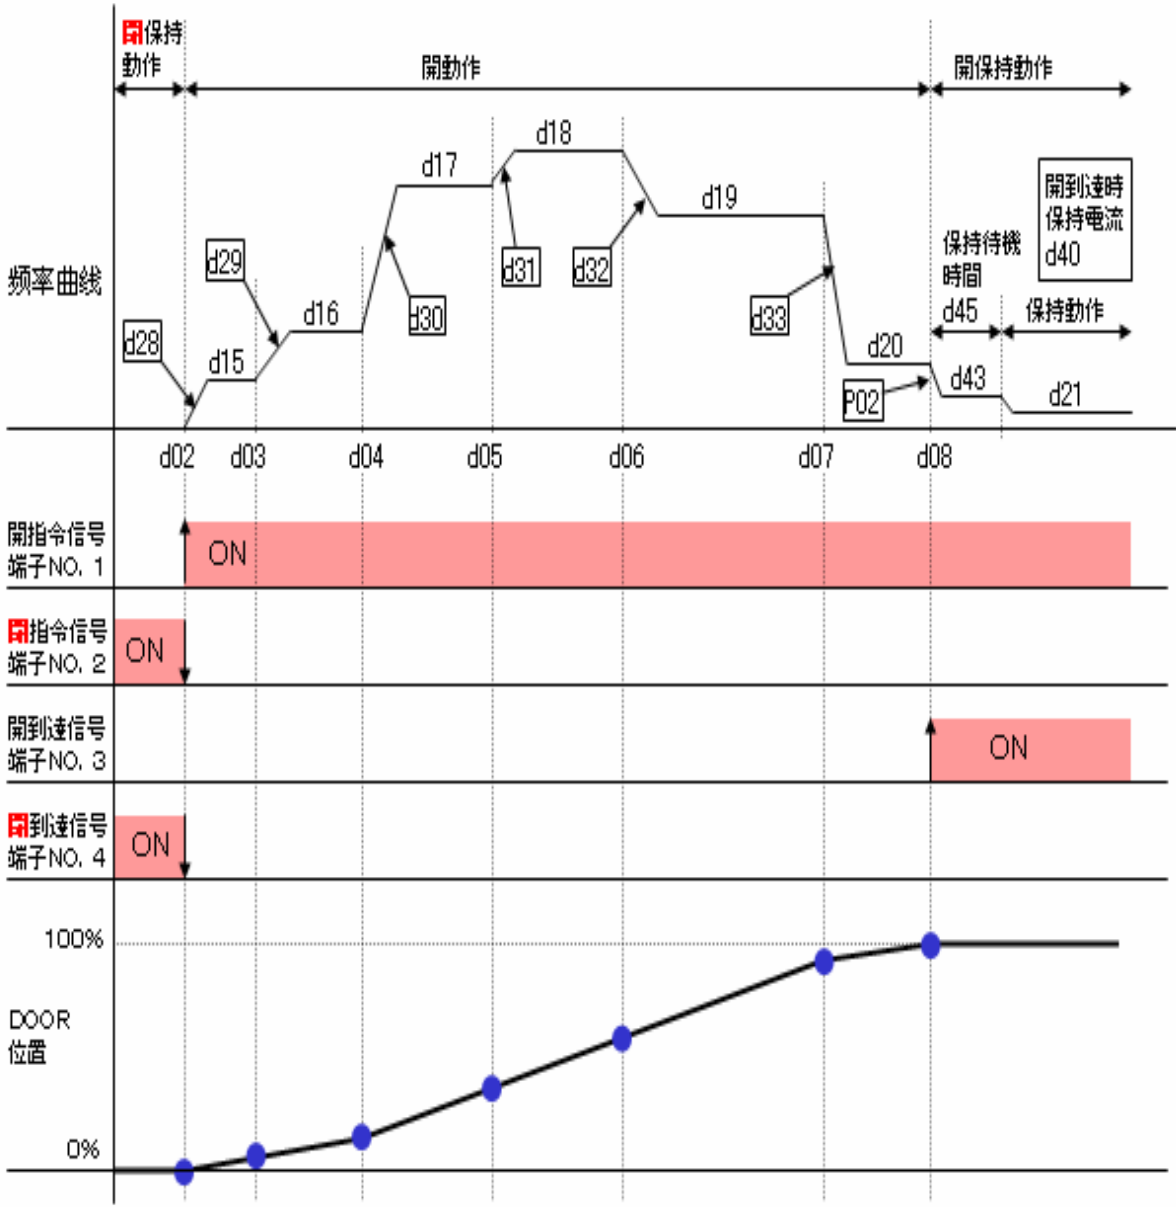 閉保持
動作
開動作
開保持動作
d18
d17
d19
開到達時
保持電流
d40
保持待機
時間
d45
保持動作
d29
d31
d32
频率曲线
d16
d30
d33
d28
d15
d20
P02
d43
d21
d02
d03
d04
d05
d06
d07
d08
開指令信号
端子NO. 1
ON
閉指令信号
端子NO. 2
ON
開到達信号
端子NO. 3
ON
閉到達信号
端子NO. 4
ON
100%
DOOR
位置
0%